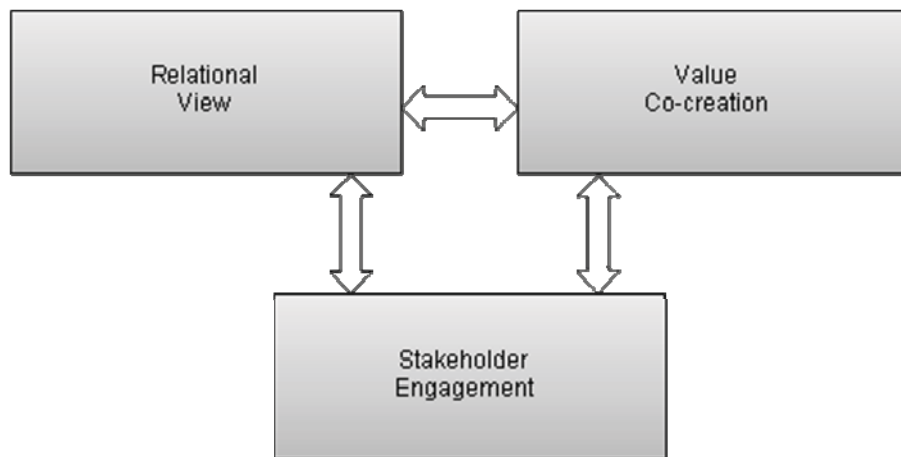 Relational
View
Value
Co-creation
Stakeholder
Engagement